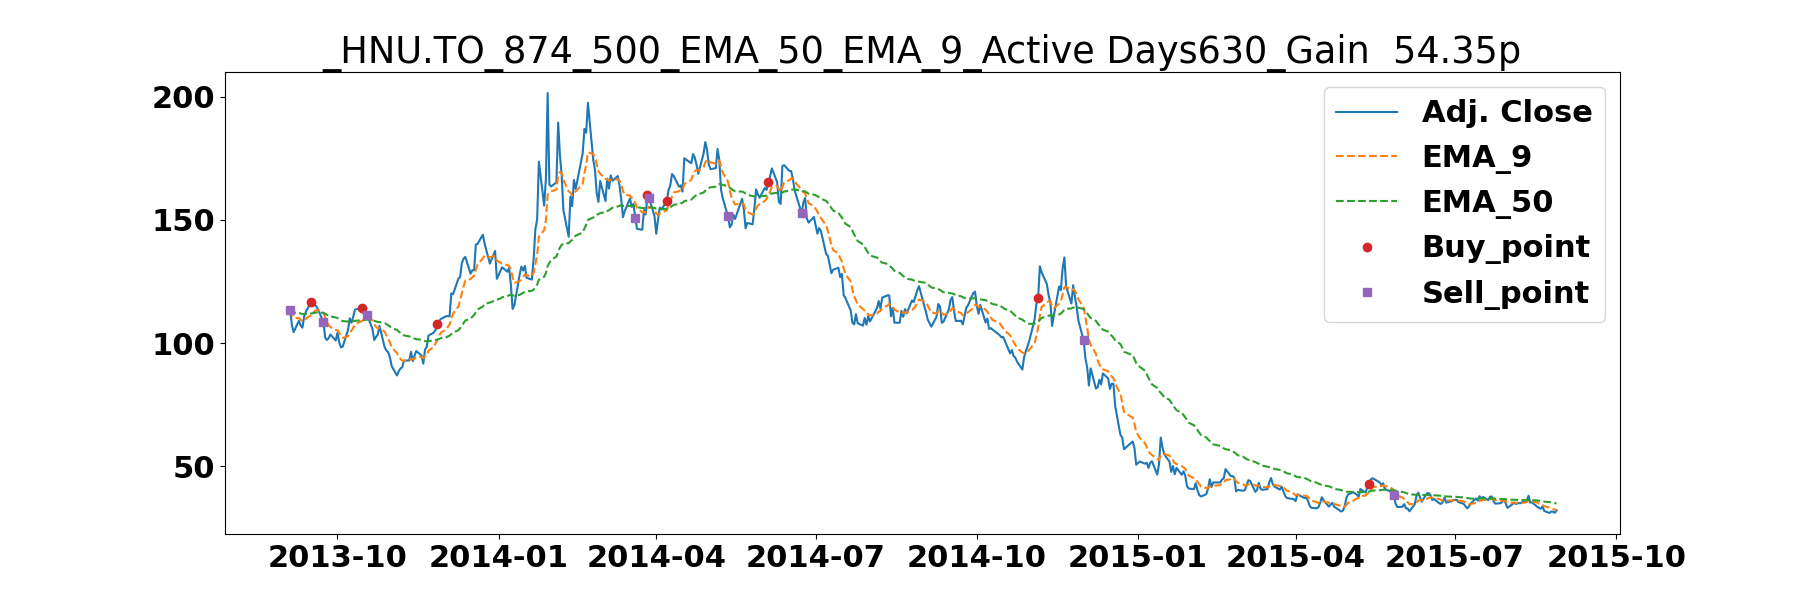 _HNU.TO_874_500_EMA_50_EMA_9_Active Days630_Gain  54.35p
200
150
100
50
Adj. Close
EMA_9
EMA_50
Buy_point
Sell_point
2013-10 2014-01 2014-04 2014-07 2014-10 2015-01 2015-04 2015-07 2015-10